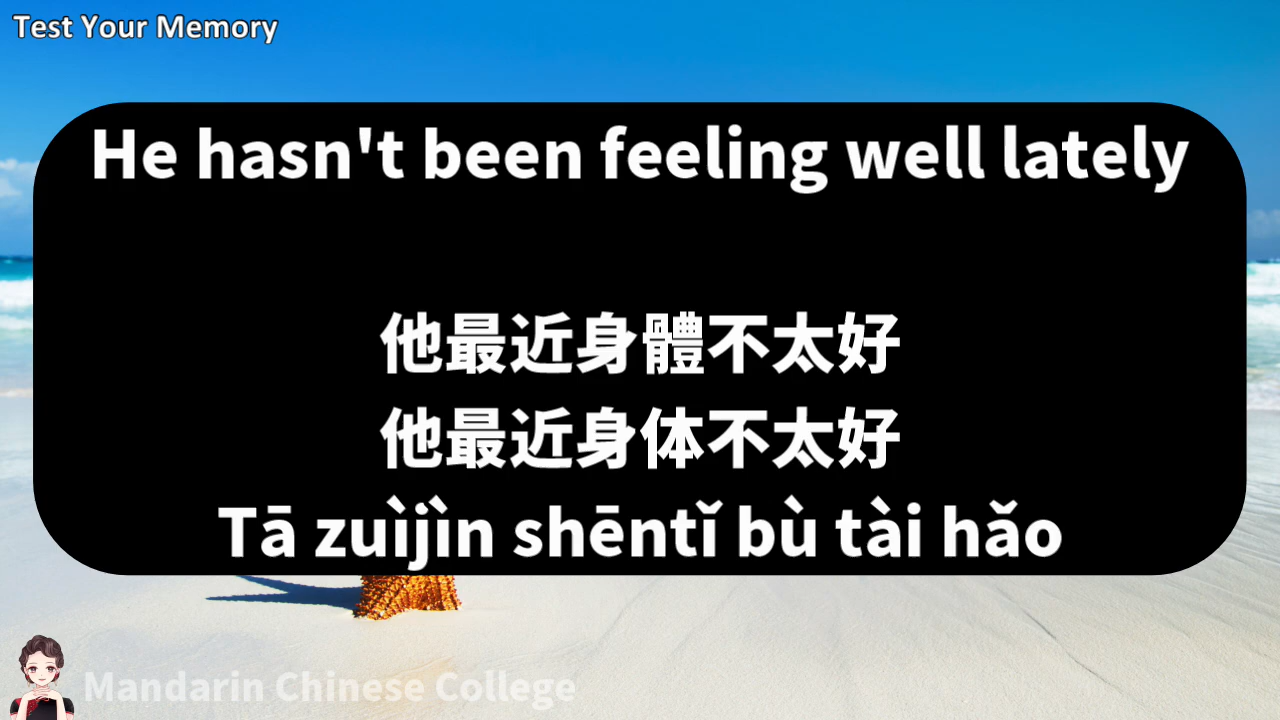 Test Your Memory
He hasn't been feeling well lately
他最近身體不太好
他最近身体不太好
Tā zuìjìn shēntǐ bù tài hǎo
Mandarin Chinese College